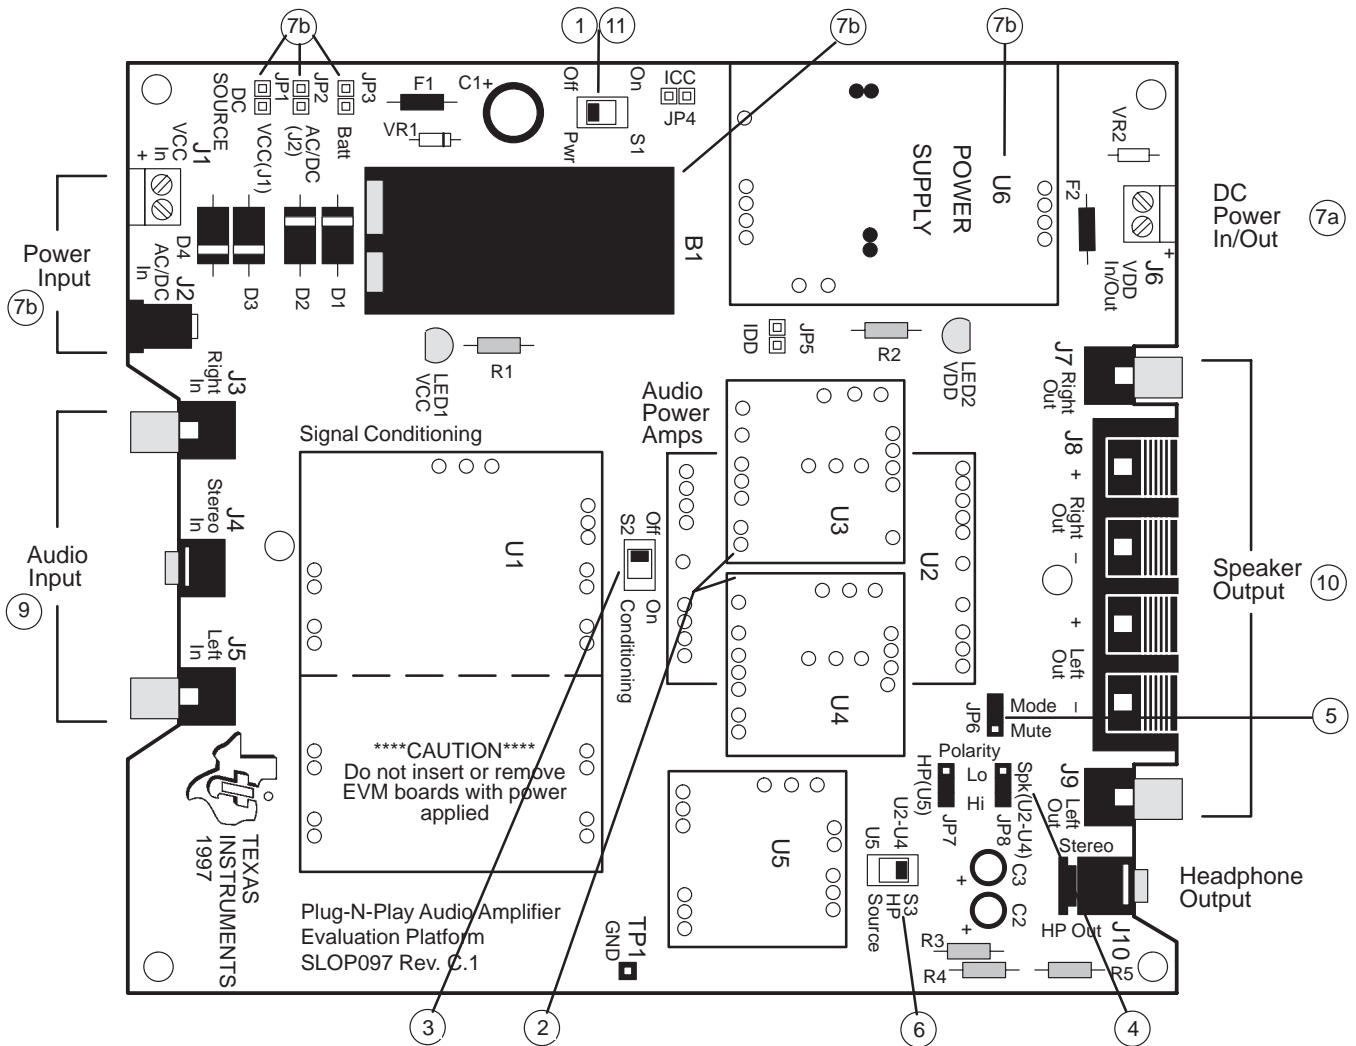 7b
1
11
7b
7b
DC
SOURCE
JP1
VCC(J1)
JP2
AC/DC
(J2)
JP3
Batt
F1
VR1
C1+
Off
On
Pwr
S1
ICC
JP4
POWER
SUPPLY
U6
VR2
F2
J6
+
VDD
In/Out
DC
Power
In/Out
7a
J1
VCC
In
+
Power
Input
7b
J2
AC/DC
In
D4
D3
D2
D1
B1
LED1
VCC
R1
IDD
JP5
R2
LED2
VDD
J7
Right
Out
J3
Right
In
Audio
Power
Amps
Signal Conditioning
J8
+
Right
Out
–
+
Left
Out
–
Speaker
Output
10
Audio
Input
9
J4
Stereo
In
J5
Left
In
U1
S2
Off
On
Conditioning
U3
U2
U4
****CAUTION****
Do not insert or remove
EVM boards with power
applied
JP6
Mode
Mute
5
Polarity
HP(U5)
Lo
Hi
JP7
Spk(U2-U4)
JP8
J9
Left
Out
Stereo
U5
U5
U2-U4
S3
HP
Source
+
C3
C2
+
HP Out
J10
Headphone
Output
R3
R4
R5
TEXAS
INSTRUMENTS
1997
Plug-N-Play Audio Amplifier
Evaluation Platform
SLOP097 Rev. C.1
TP1
GND
3
2
6
4